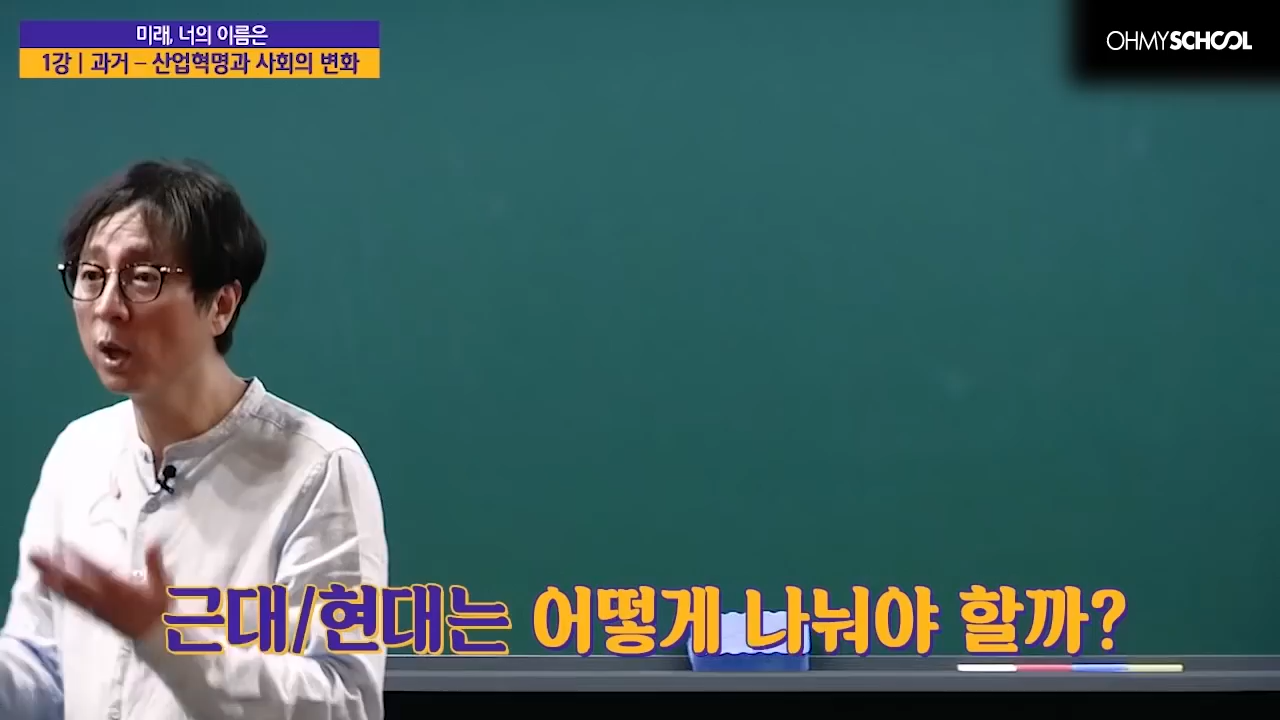 미래, 너의 이름은
1강 | 과거 – 산업혁명과 사회의 변화
OHMYSCHOOL
근대/현대는 어떻게 나눠야 할까?